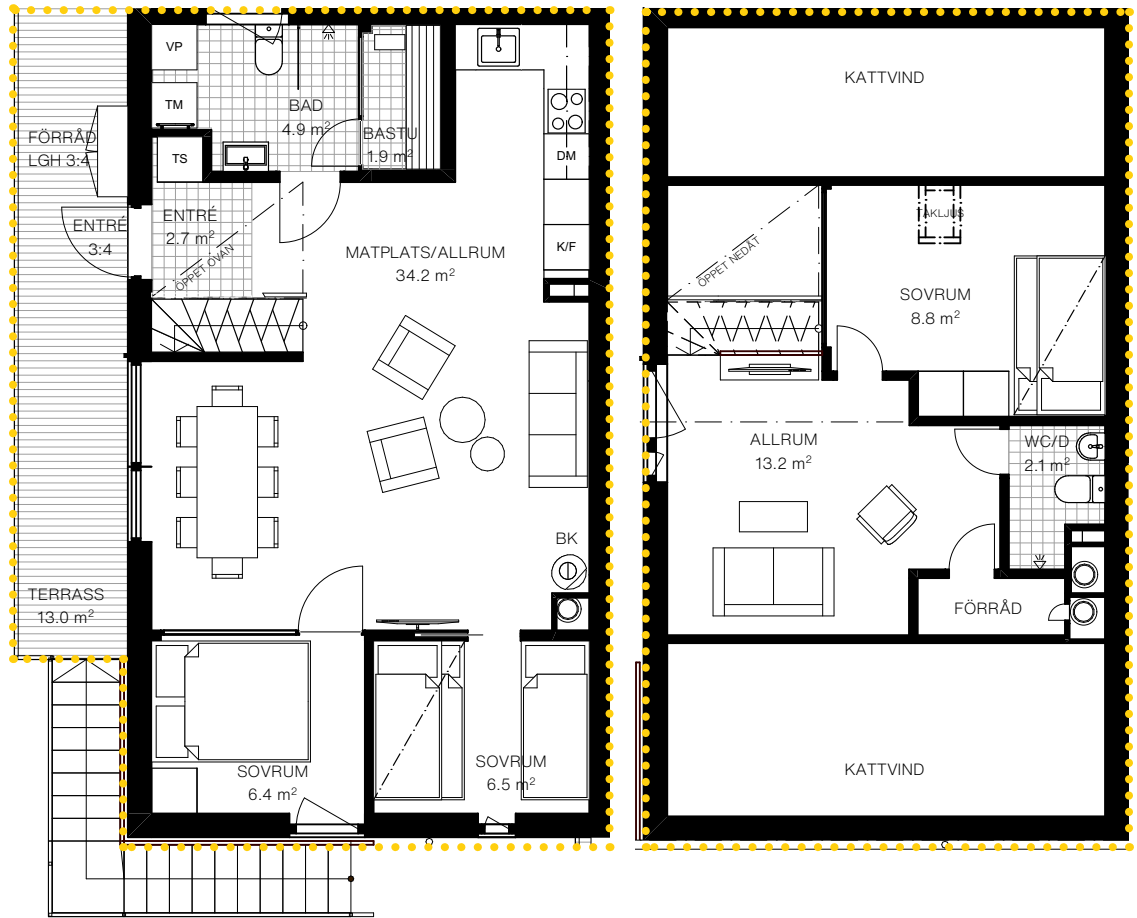 VP
TM
TS
BAD
4.9 m²
BASTU
1.9 m²
DM
K/F
FÖRRÅD
LGH 3:4
ENTRÉ
3:4
ENTRÉ
2.7 m²
ÖPPET OVAN
MATPLATS/ALLRUM
34.2 m²
BK
TERRASS
13.0 m²
SOVRUM
6.4 m²
SOVRUM
6.5 m²
KATTVIND
TAKLJUS
ÖPPET NEDÅT
SOVRUM
8.8 m²
ALLRUM
13.2 m²
WC/D
2.1 m²
FÖRRÅD
KATTVIND